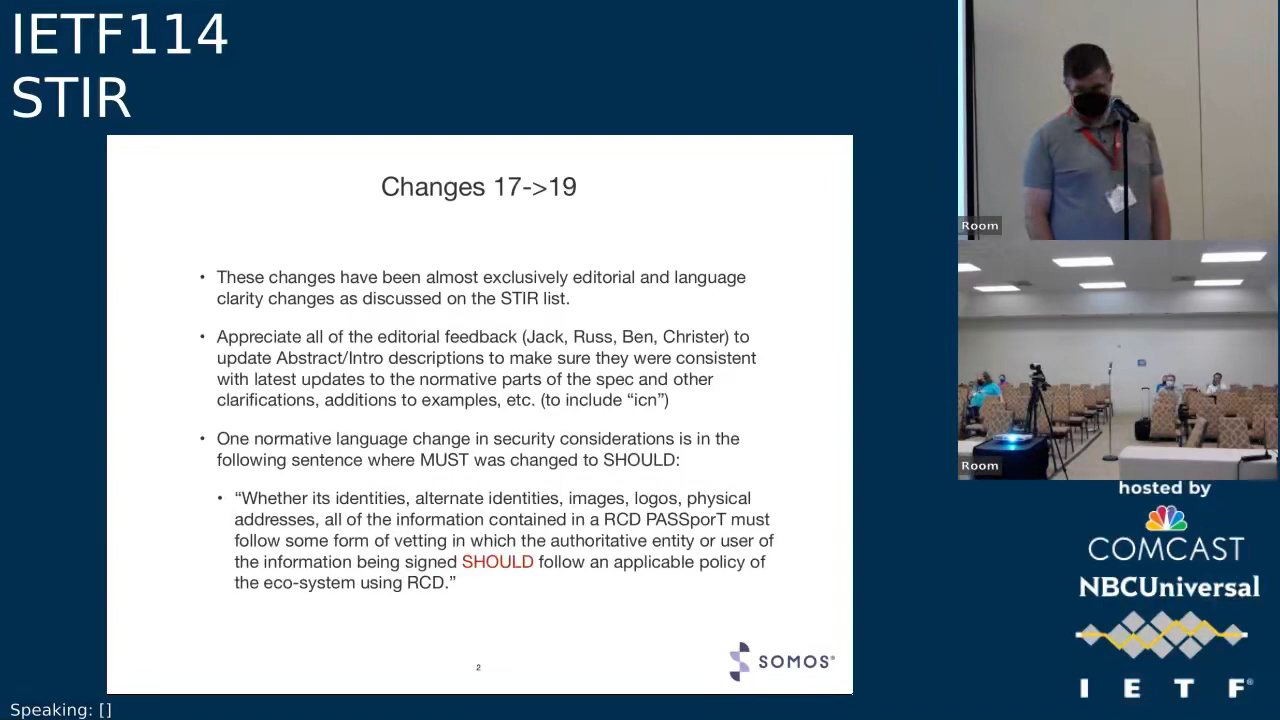 IETF114
STIR
Changes 17->19
• These changes have been almost exclusively editorial and language
clarity changes as discussed on the STIR list.
• Appreciate all of the editorial feedback (Jack, Russ, Ben, Christer) to
update Abstract/Intro descriptions to make sure they were consistent
with latest updates to the normative parts of the spec and other
clarifications, additions to examples, etc. (to include “icn”)
• One normative language change in security considerations is in the
following sentence where MUST was changed to SHOULD:
• “Whether its identities, alternate identities, images, logos, physical
addresses, all of the information contained in a RCD PASSporT must
follow some form of vetting in which the authoritative entity or user of
the information being signed SHOULD follow an applicable policy of
the eco-system using RCD.”
2
SOMOS®
Room
Room
hosted by
COMCAST
NBCUniversal
I E T F®
Speaking: []